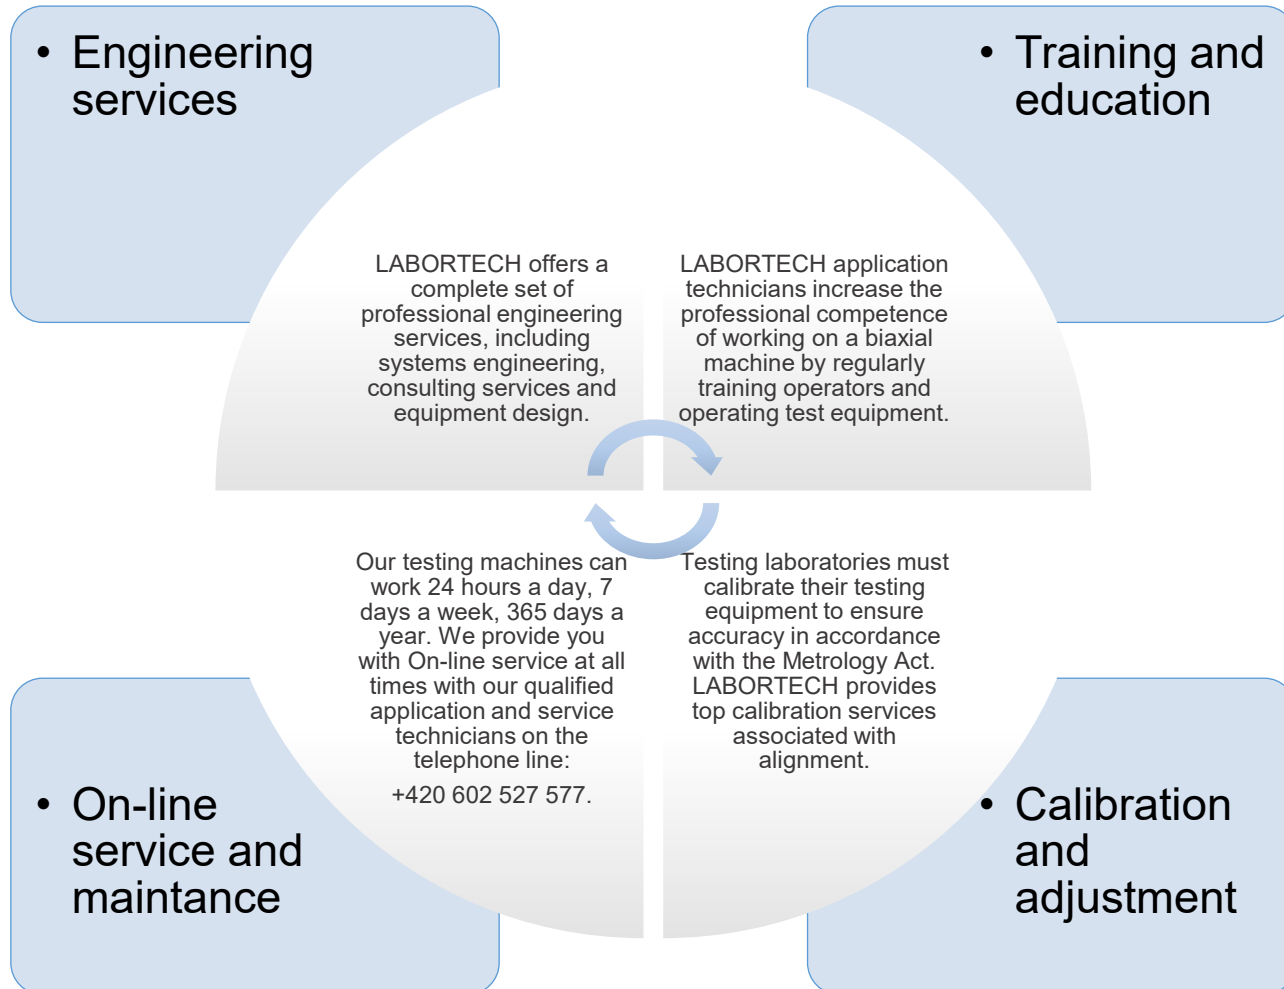 • Engineering
services
• Training and
education
LABORTECH offers a
complete set of
professional engineering
services, including
systems engineering,
consulting services and
equipment design.
LABORTECH application
technicians increase the
professional competence
of working on a biaxial
machine by regularly
training operators and
operating test equipment.
Our testing machines can
work 24 hours a day, 7
days a week, 365 days a
year. We provide you
with On-line service at all
times with our qualified
application and service
technicians on the
telephone line:
+420 602 527 577.
Testing laboratories must
calibrate their testing
equipment to ensure
accuracy in accordance
with the Metrology Act.
LABORTECH provides
top calibration services
associated with
alignment.
• On-line
service and
maintance
• Calibration
and
adjustment